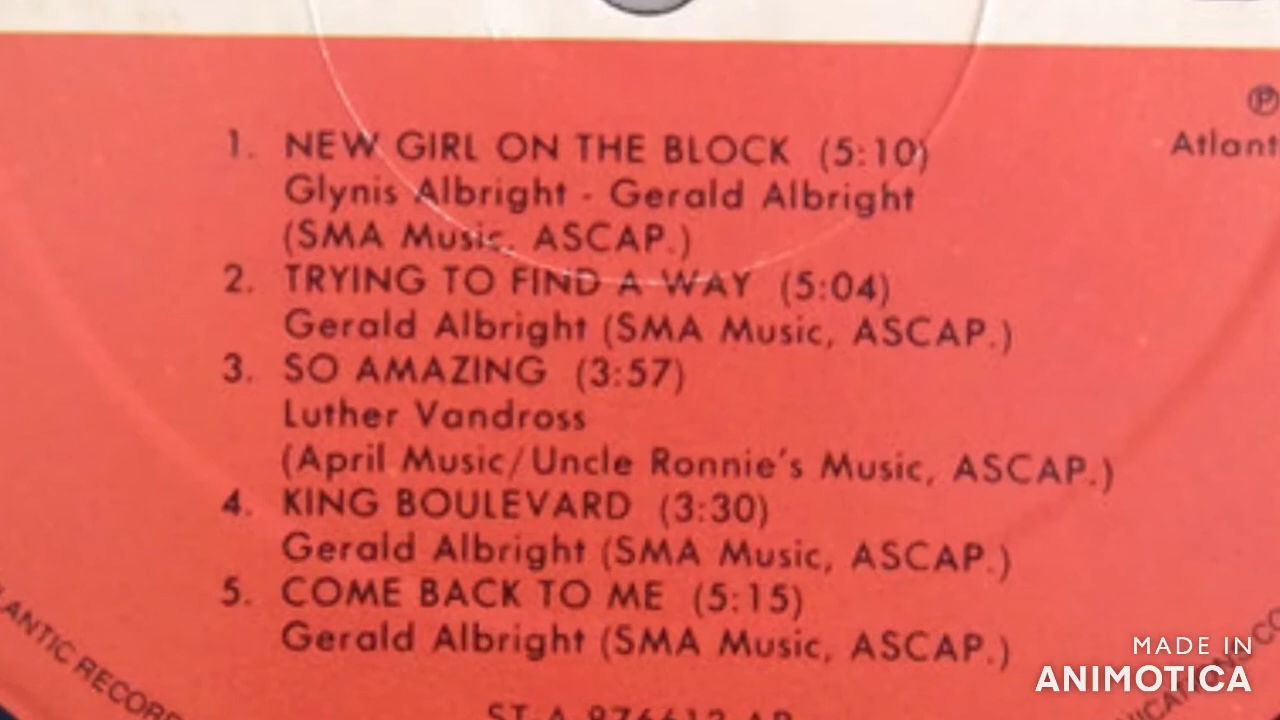 ℗
Atlant
1. NEW GIRL ON THE BLOCK (5:10)
Glynis Albright - Gerald Albright
(SMA Music, ASCAP.)
2. TRYING TO FIND A WAY (5:04)
Gerald Albright (SMA Music, ASCAP.)
3. SO AMAZING (3:57)
Luther Vandross
(April Music/Uncle Ronnie's Music, ASCAP.)
4. KING BOULEVARD (3:30)
Gerald Albright (SMA Music, ASCAP.)
5. COME BACK TO ME (5:15)
Gerald Albright (SMA Music, ASCAP.)
LANTIC RECORD
MADE IN
ANIMOTICA